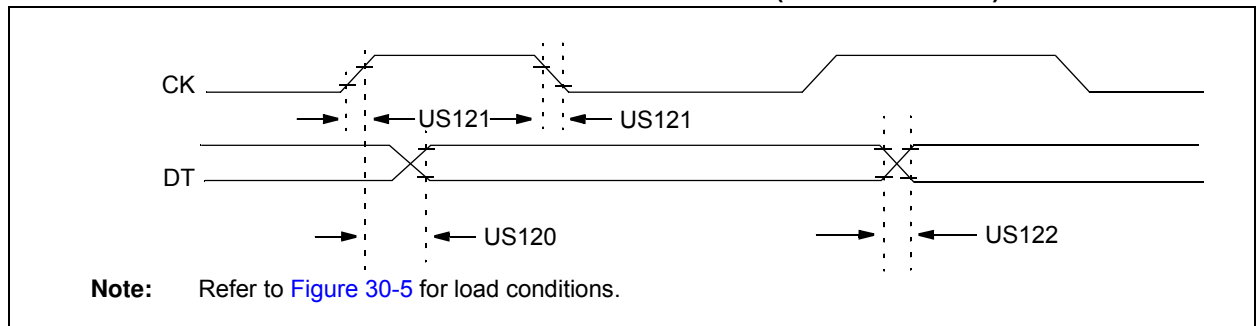 CK
US121 US121
DT
US120 US122
Note: Refer to Figure 30-5 for load conditions.